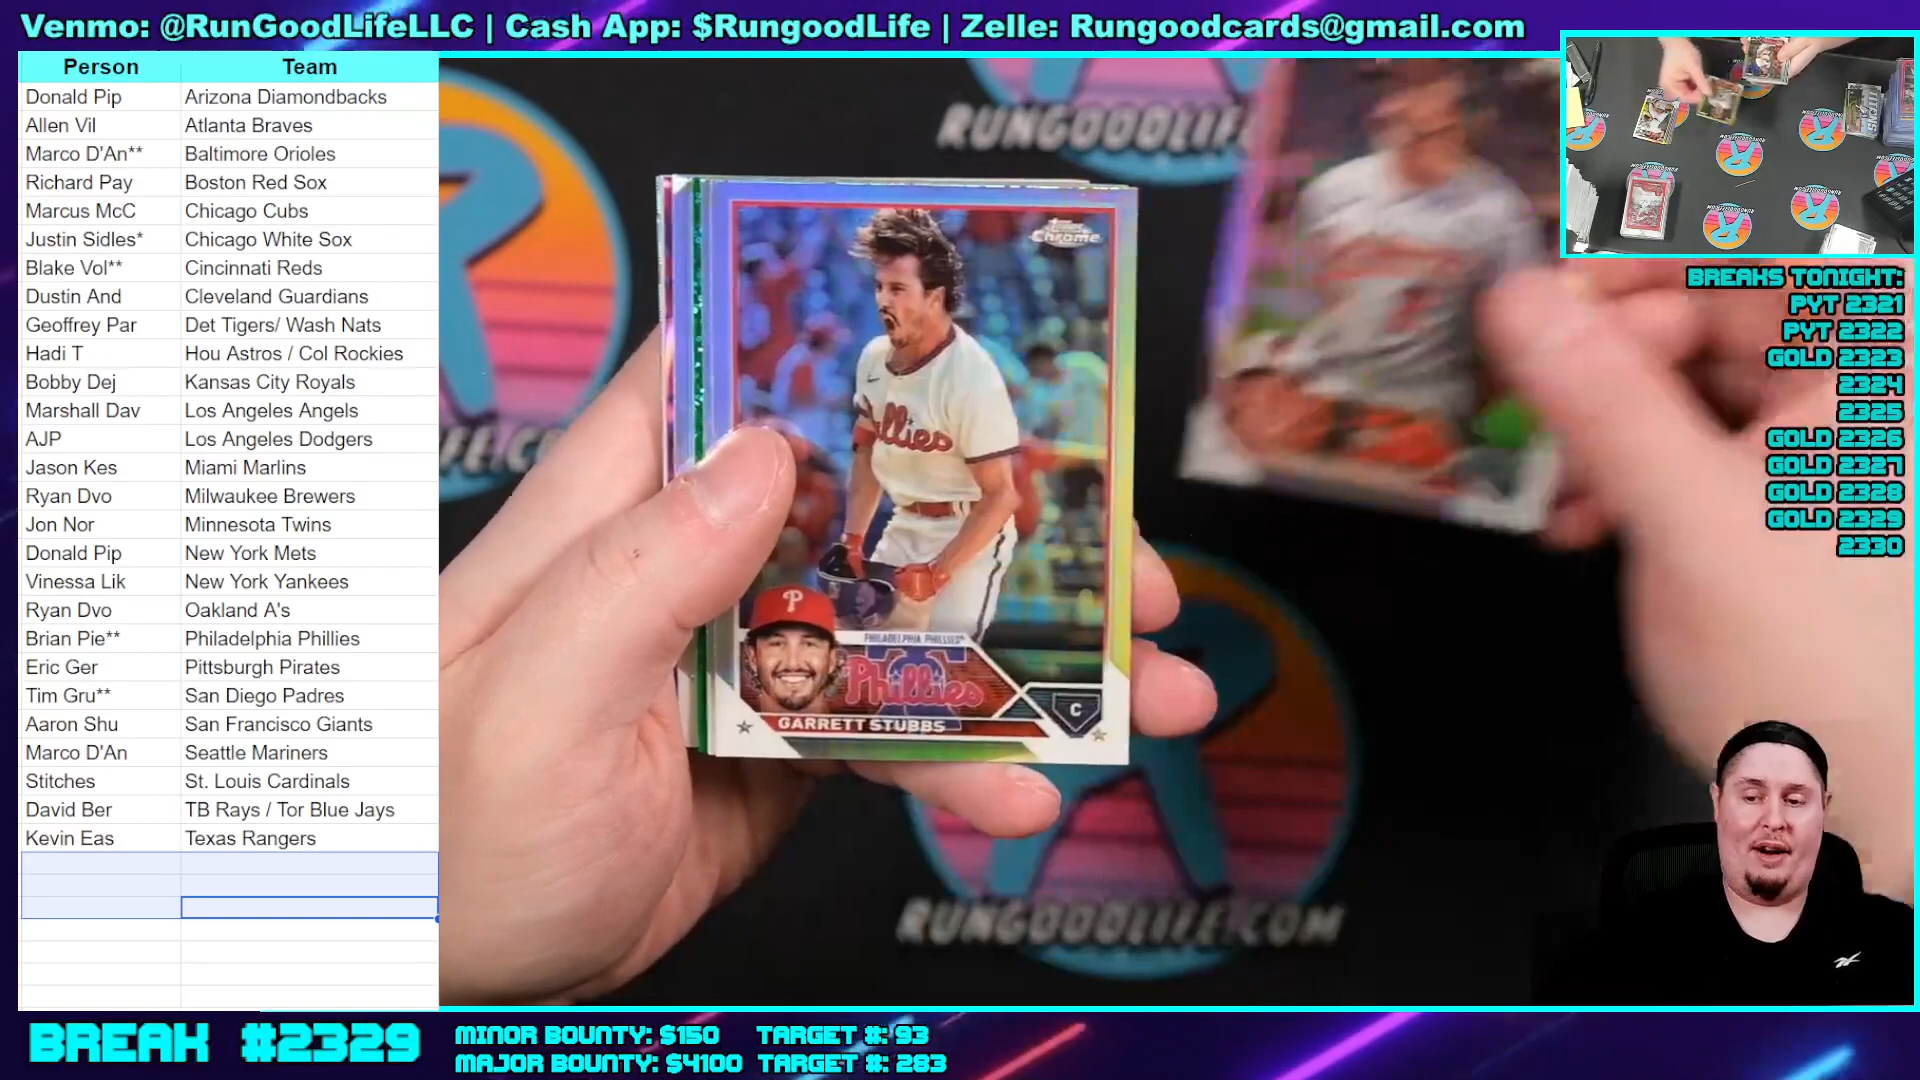 Venmo: @RunGoodLifeLLC | Cash App: $RungoodLife | Zelle: Rungoodcards@gmail.com
Person Team
Donald Pip Arizona Diamondbacks
Allen Vil Atlanta Braves
Marco D'An** Baltimore Orioles
Richard Pay Boston Red Sox
Marcus McC Chicago Cubs
Justin Sidles* Chicago White Sox
Blake Vol** Cincinnati Reds
Dustin And Cleveland Guardians
Geoffrey Par Det Tigers/ Wash Nats
Hadi T Hou Astros / Col Rockies
Bobby Dej Kansas City Royals
Marshall Dav Los Angeles Angels
AJP Los Angeles Dodgers
Jason Kes Miami Marlins
Ryan Dvo Milwaukee Brewers
Jon Nor Minnesota Twins
Donald Pip New York Mets
Vinessa Lik New York Yankees
Ryan Dvo Oakland A's
Brian Pie** Philadelphia Phillies
Eric Ger Pittsburgh Pirates
Tim Gru** San Diego Padres
Aaron Shu San Francisco Giants
Marco D'An Seattle Mariners
Stitches St. Louis Cardinals
David Ber TB Rays / Tor Blue Jays
Kevin Eas Texas Rangers
RUNGOODLIFE
Topps
Chrome
Phillies
P
PHILADELPHIA PHILLIES
Phillies
C
GARRETT STUBBS
RUNGOODLIFE.COM
BREAKS TONIGHT:
PYT 2321
PYT 2322
GOLD 2323
2324
2325
GOLD 2326
GOLD 2327
GOLD 2328
GOLD 2329
2330
BREAK #2329
MINOR BOUNTY: $150 TARGET #: 93
MAJOR BOUNTY: $4100 TARGET #: 283